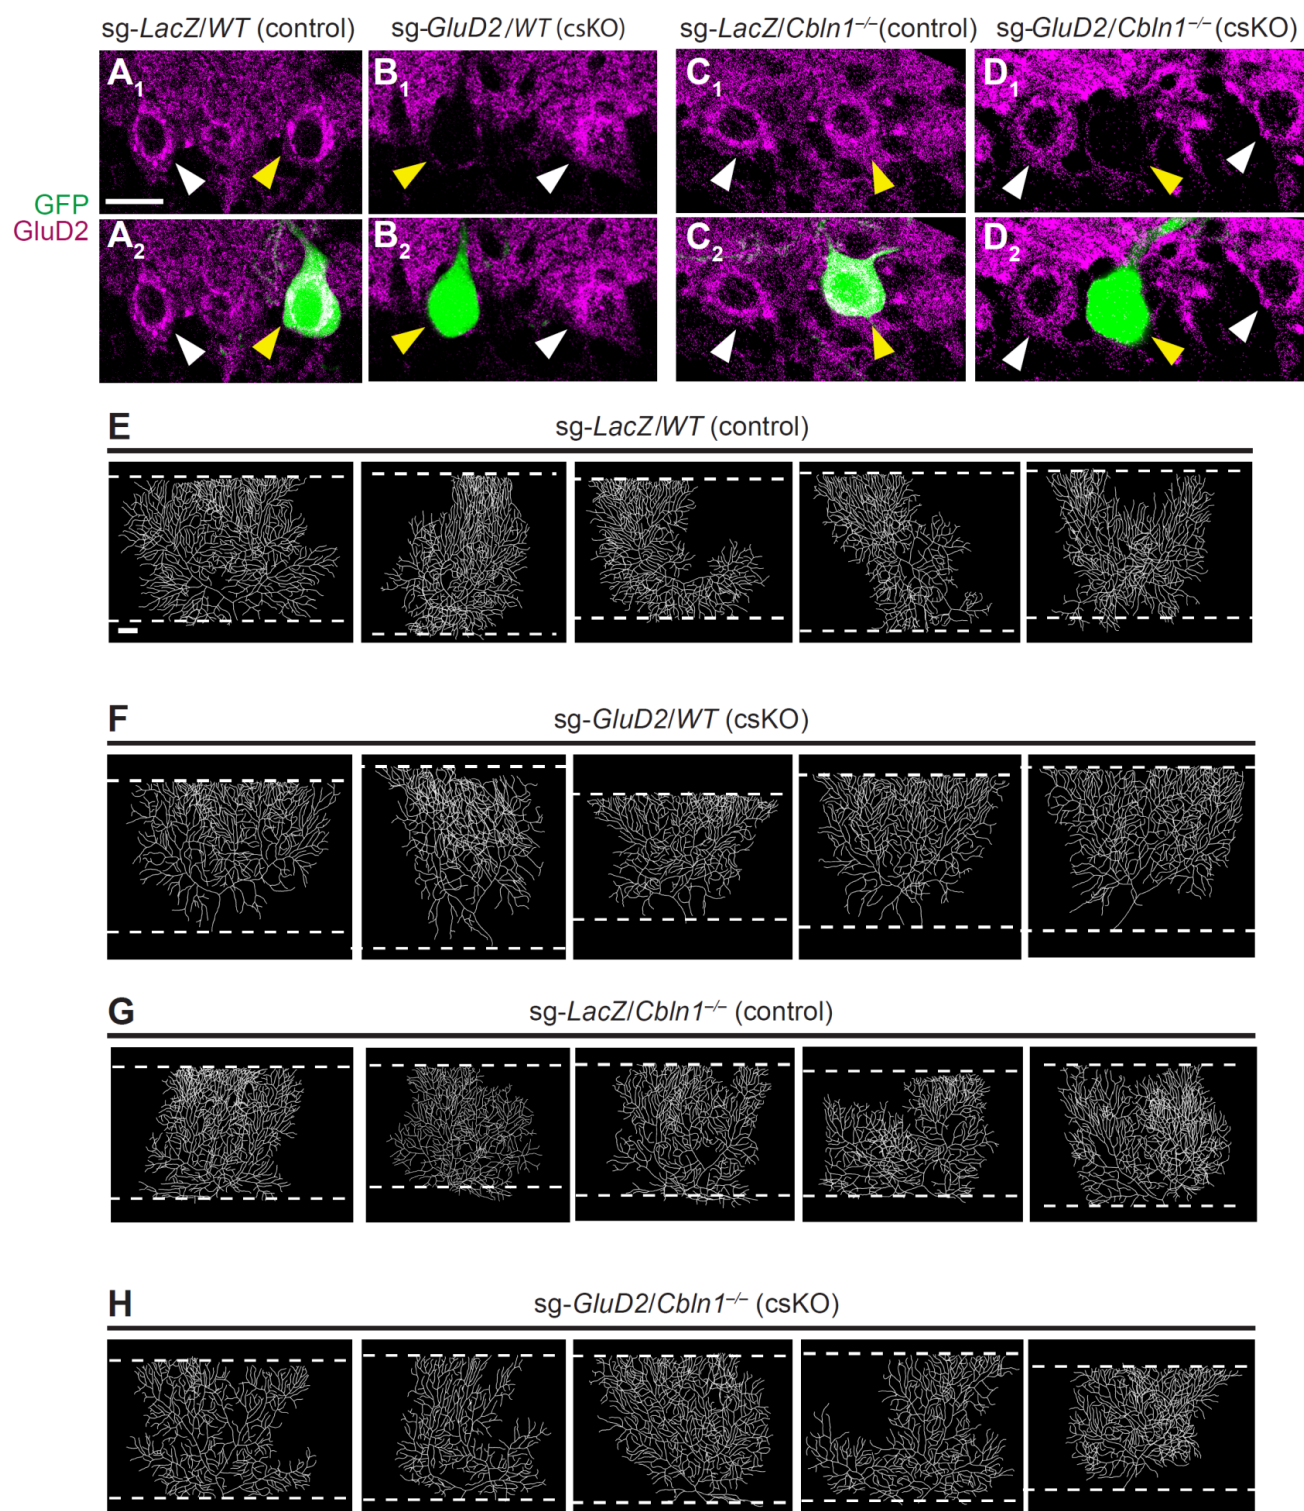 sg-LacZ/WT (control) sg-GluD2/WT (csKO) sg-LacZ/Cbln1–/– (control) sg-GluD2/Cbln1–/– (csKO)
A1 B1 C1 D1
GFP
GluD2
A2 B2 C2 D2
E
sg-LacZ/WT (control)
F
sg-GluD2/WT (csKO)
G
sg-LacZ/Cbln1–/– (control)
H
sg-GluD2/Cbln1–/– (csKO)